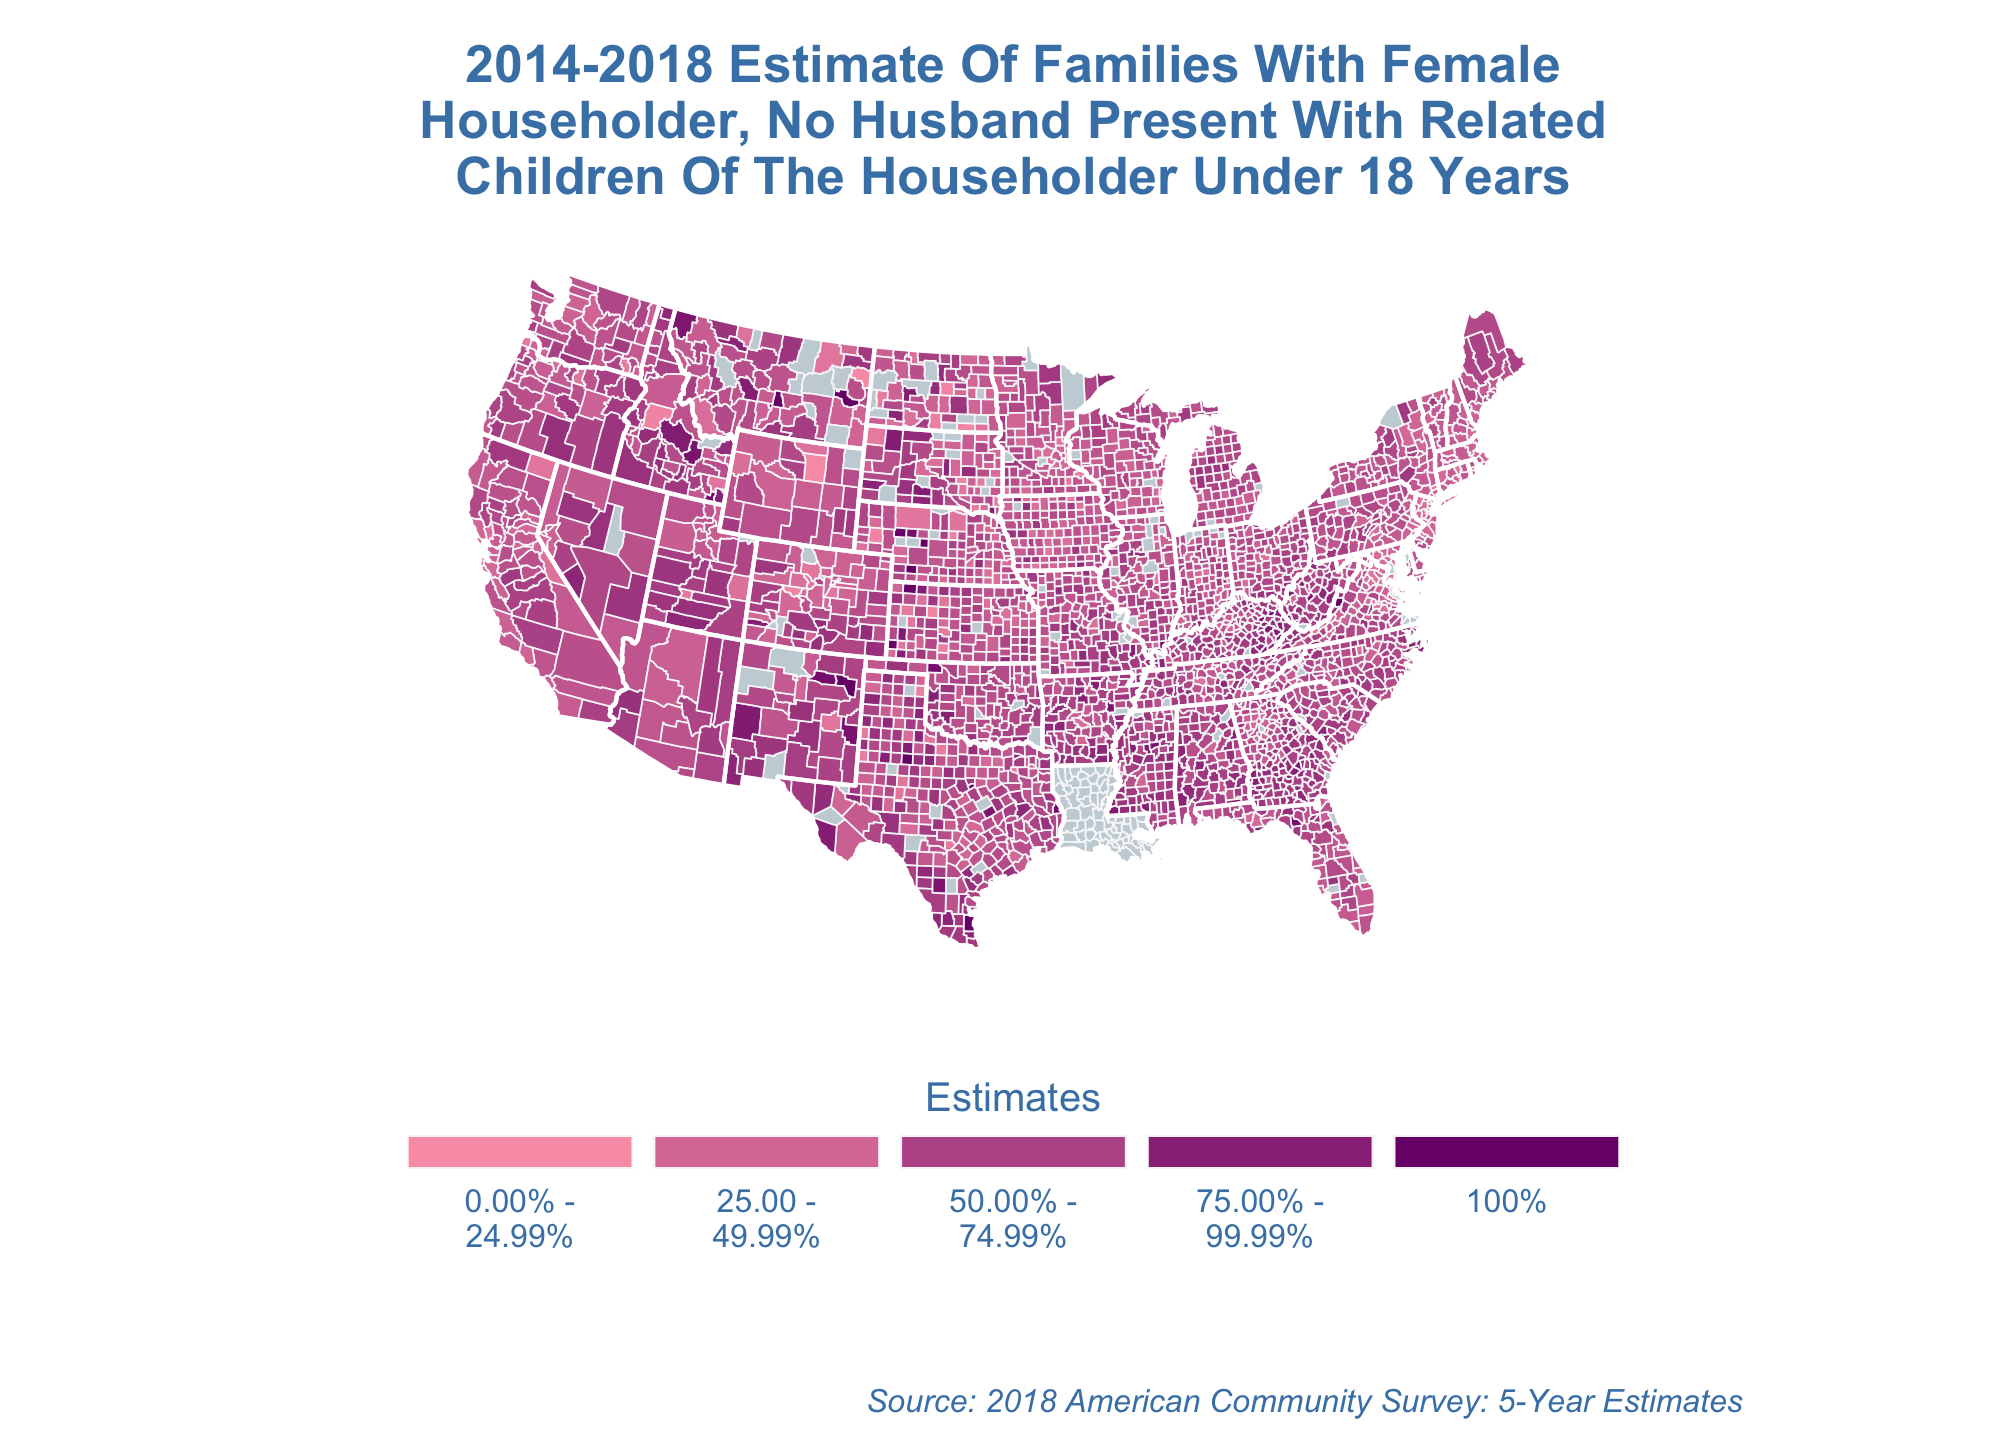 2014-2018 Estimate Of Families With Female
Householder, No Husband Present With Related
Children Of The Householder Under 18 Years
Estimates
0.00% -
24.99%
25.00 -
49.99%
50.00% -
74.99%
75.00% -
99.99%
100%
Source: 2018 American Community Survey: 5-Year Estimates